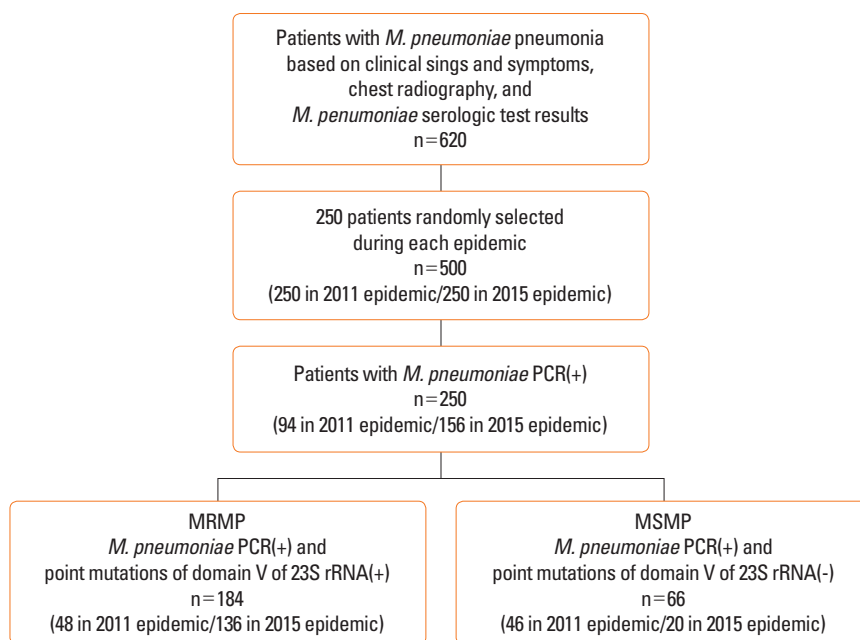 Patients with M. pneumoniae pneumonia
based on clinical sings and symptoms,
chest radiography, and
M. penumoniae serologic test results
n=620
250 patients randomly selected
during each epidemic
n=500
(250 in 2011 epidemic/250 in 2015 epidemic)
Patients with M. pneumoniae PCR(+)
n=250
(94 in 2011 epidemic/156 in 2015 epidemic)
MRMP
M. pneumoniae PCR(+) and
point mutations of domain V of 23S rRNA(+)
n=184
(48 in 2011 epidemic/136 in 2015 epidemic)
MSMP
M. pneumoniae PCR(+) and
point mutations of domain V of 23S rRNA(-)
n=66
(46 in 2011 epidemic/20 in 2015 epidemic)